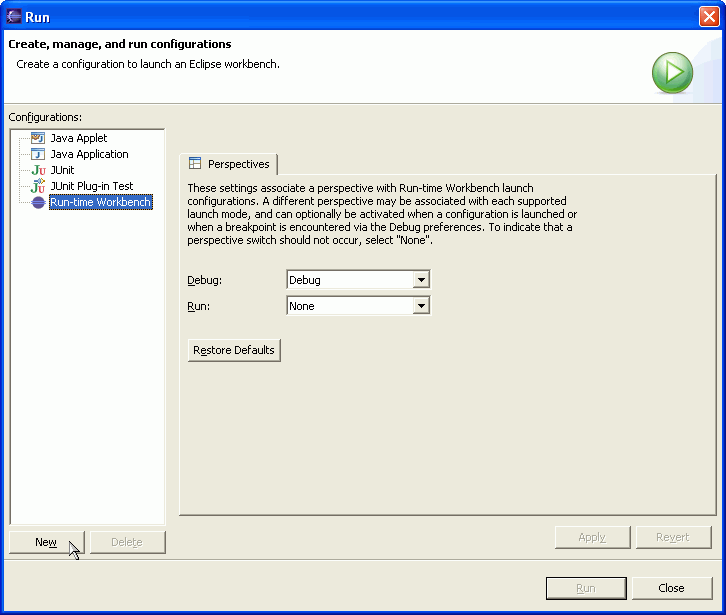 Run
Create, manage, and run configurations
Create a configuration to launch an Eclipse workbench.
Configurations:
Java Applet
Java Application
JUnit
JUnit Plug-in Test
Run-time Workbench
Perspectives
These settings associate a perspective with Run-time Workbench launch
configurations. A different perspective may be associated with each supported
launch mode, and can optionally be activated when a configuration is launched or
when a breakpoint is encountered via the Debug preferences. To indicate that a
perspective switch should not occur, select "None".
Debug: Debug
Run: None
Restore Defaults
New Delete
Apply Revert
Run Close